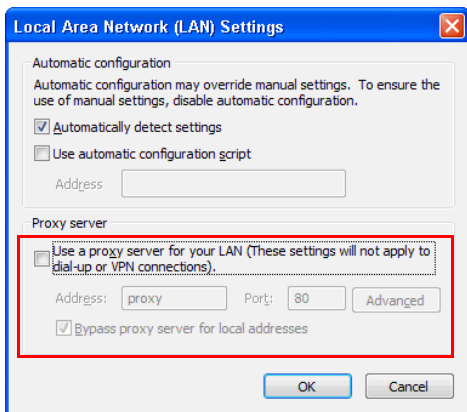 Local Area Network (LAN) Settings
Automatic configuration
Automatic configuration may override manual settings. To ensure the
use of manual settings, disable automatic configuration.
Automatically detect settings
Use automatic configuration script
Address
Proxy server
Use a proxy server for your LAN (These settings will not apply to
dial-up or VPN connections).
Address: proxy Port: 80 Advanced
Bypass proxy server for local addresses
OK Cancel